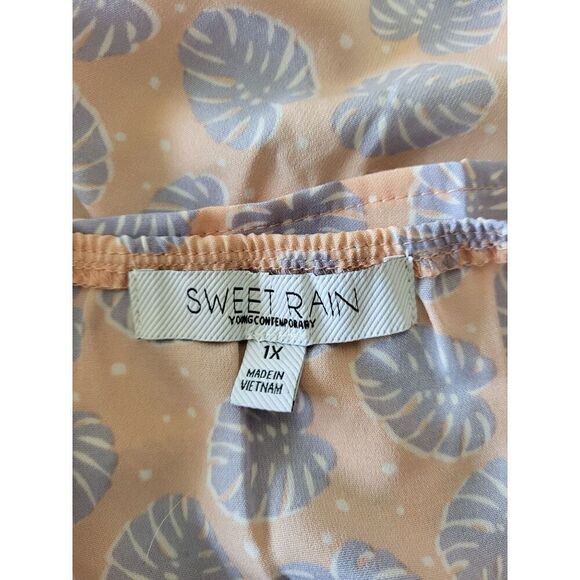 SWEET RAIN
YOUNG CONTEMPORARY
1X
MADE IN
VIETNAM